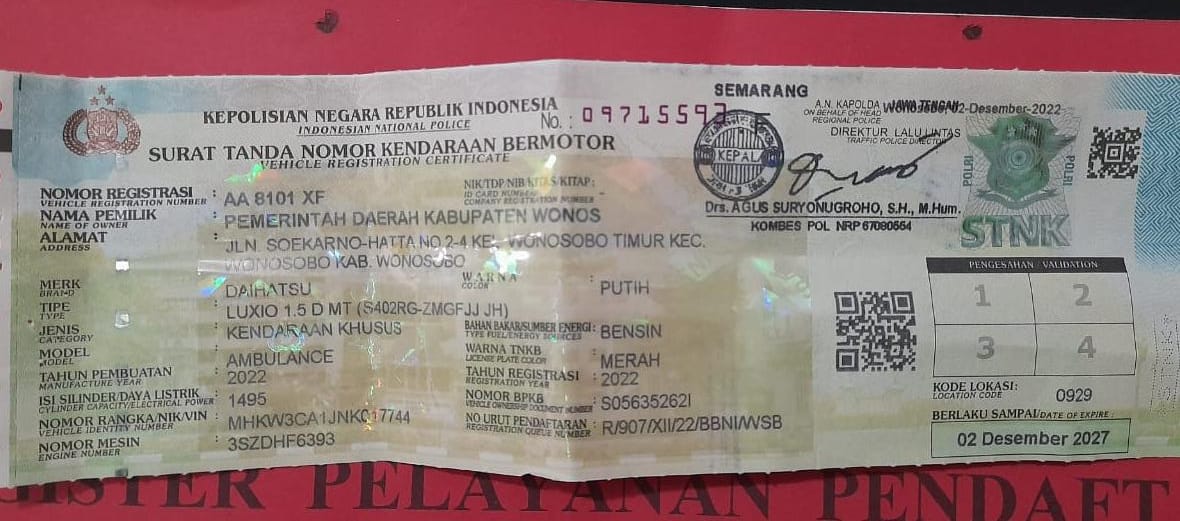 KEPOLISIAN NEGARA REPUBLIK INDONESIA
INDONESIAN NATIONAL POLICE
No. : 09715593
SURAT TANDA NOMOR KENDARAAN BERMOTOR
VEHICLE REGISTRATION CERTIFICATE
SEMARANG
A.N. KAPOLDA JAWA TENGAH
Wonosobo, 02-Desember-2022
ON BEHALF OF HEAD
REGIONAL POLICE
DIREKTUR LALU LINTAS
TRAFFIC POLICE DIRECTOR
KEPALA
Drs. AGUS SURYONUGROHO, S.H., M.Hum.
KOMBES POL NRP
POLRI
POLRI
STNK
NOMOR REGISTRASI : AA 8101 XF
VEHICLE REGISTRATION NUMBER
NIK/TDP/NIB/KITAS/KITAP : -
ID CARD NUMBER
COMPANY REGISTRATION NUMBER
NAMA PEMILIK : PEMERINTAH DAERAH KABUPATEN WONOS
NAME OF OWNER
ALAMAT : JLN. SOEKARNO-HATTA NO 2-4 KEL WONOSOBO TIMUR KEC.
ADDRESS
WONOSOBO KAB. WONOSOBO
MERK : DAIHATSU
BRAND
WARNA : PUTIH
COLOR
TIPE : LUXIO 1.5 D MT (S402RG-ZMGFJJ JH)
TYPE
JENIS : KENDARAAN KHUSUS
CATEGORY
BAHAN BAKAR/SUMBER ENERGI : BENSIN
TYPE FUEL/ENERGY SOURCES
MODEL : AMBULANCE
MODEL
WARNA TNKB : MERAH
LICENSE PLATE COLOR
TAHUN PEMBUATAN : 2022
MANUFACTURE YEAR
TAHUN REGISTRASI : 2022
REGISTRATION YEAR
ISI SILINDER/DAYA LISTRIK : 1495
CYLINDER CAPACITY/ELECTRICAL POWER
NOMOR BPKB : S05635262I
VEHICLE OWNERSHIP DOCUMENT NUMBER
NOMOR RANGKA/NIK/VIN : MHKW3CA1JNK017744
VEHICLE IDENTITY NUMBER
NO URUT PENDAFTARAN : R/907/XII/22/BBNI/WSB
REGISTRATION QUEUE NUMBER
NOMOR MESIN : 3SZDHF6393
ENGINE NUMBER
PENGESAHAN / VALIDATION
1 2
3 4
KODE LOKASI: 0929
LOCATION CODE
BERLAKU SAMPAI/DATE OF EXPIRE :
02 Desember 2027
GISTER PELAYANAN PENDAFT